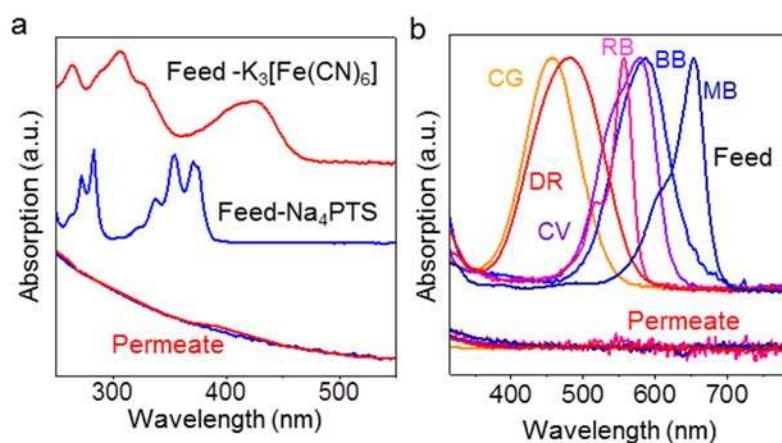 a
Feed -K₃[Fe(CN)₆]
Feed-Na₄PTS
Permeate
Absorption (a.u.)
300 400 500
Wavelength (nm)
b
RB
BB
CG
MB
Feed
DR
CV
Permeate
Absorption (a.u.)
400 500 600 700
Wavelength (nm)